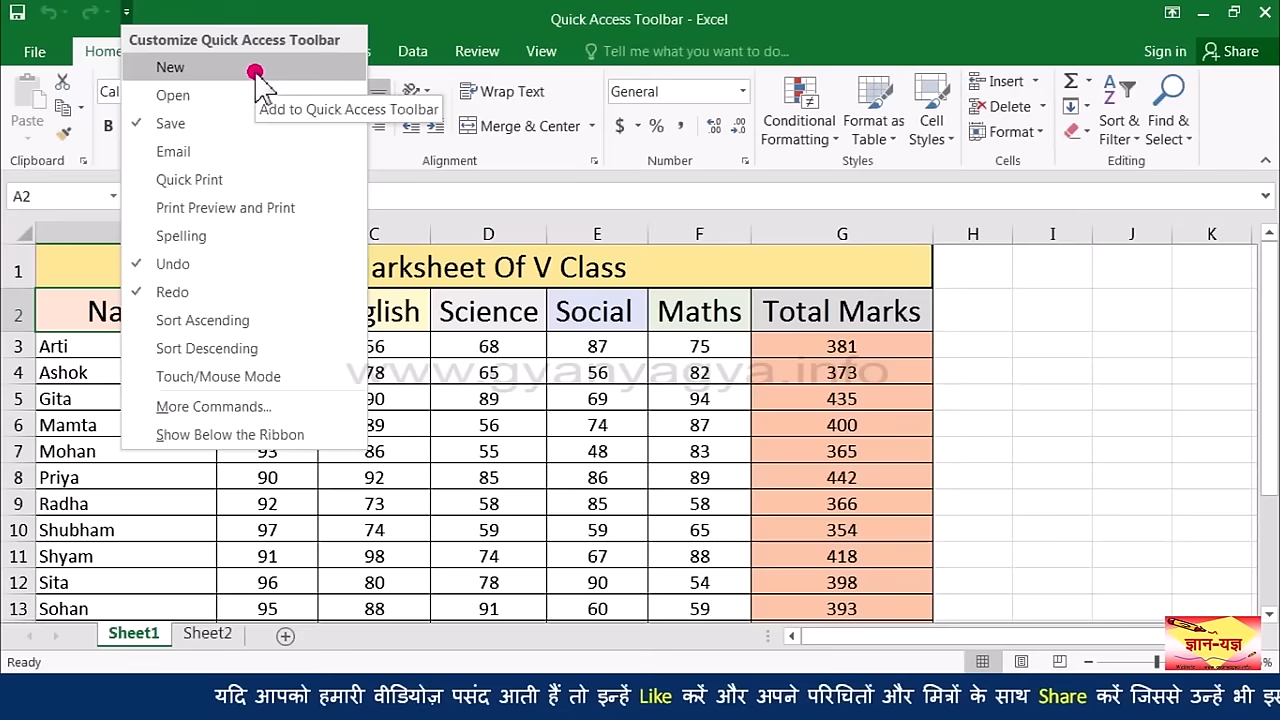 Quick Access Toolbar - Excel
File
Home
Data
Review
View
Tell me what you want to do...
Sign in
Share
Customize Quick Access Toolbar
New
Add to Quick Access Toolbar
Open
Save
Email
Quick Print
Print Preview and Print
Spelling
Undo
Redo
Sort Ascending
Sort Descending
Touch/Mouse Mode
More Commands...
Show Below the Ribbon
Paste
Clipboard
Cal
B
Wrap Text
Merge & Center
Alignment
General
$ % ,
Number
Conditional Formatting
Format as Table
Cell Styles
Styles
Insert
Delete
Format
Cells
Sort & Filter
Find & Select
Editing
A2
C D E F G H I J K
1 arksheet Of V Class
2 Na glish Science Social Maths Total Marks
3 Arti 56 68 87 75 381
4 Ashok 78 65 56 82 373
5 Gita 90 89 69 94 435
6 Mamta 89 56 74 87 400
7 Mohan 93 86 55 48 83 365
8 Priya 90 92 85 86 89 442
9 Radha 92 73 58 85 58 366
10 Shubham 97 74 59 59 65 354
11 Shyam 91 98 74 67 88 418
12 Sita 96 80 78 90 54 398
13 Sohan 95 88 91 60 59 393
www.gyanyagya.info
Sheet1
Sheet2
Ready
ज्ञान-यज्ञ
%
यदि आपको हमारी वीडियोज़ पसंद आती हैं तो इन्हें Like करें और अपने परिचितों और मित्रों के साथ Share करें जिससे उन्हें भी इस